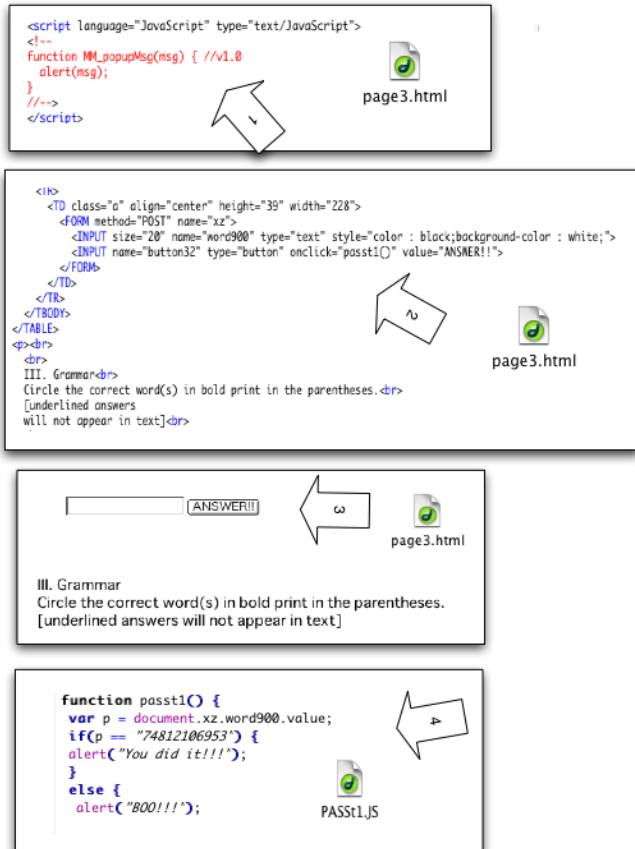 <script language="JavaScript" type="text/JavaScript">
<!--
function MM_popupMsg(msg) { //v1.0
alert(msg);
}
//-->
</script>
page3.html
1
<TR>
<TD class="a" align="center" height="39" width="228">
<FORM method="POST" name="xz">
<INPUT size="20" name="word900" type="text" style="color : black;background-color : white;">
<INPUT name="button32" type="button" onclick="passt1()" value="ANSWER!!">
</FORM>
</TD>
</TR>
</TBODY>
</TABLE>
<p><br>
<br>
III. Grammar<br>
Circle the correct word(s) in bold print in the parentheses.<br>
[underlined answers
will not appear in text]<br>
2
page3.html
ANSWER!!
3
page3.html
III. Grammar
Circle the correct word(s) in bold print in the parentheses.
[underlined answers will not appear in text]
function passt1() {
var p = document.xz.word900.value;
if(p == "74812106953") {
alert("You did it!!!");
}
else {
alert("BOO!!!");
4
PASSt1.JS